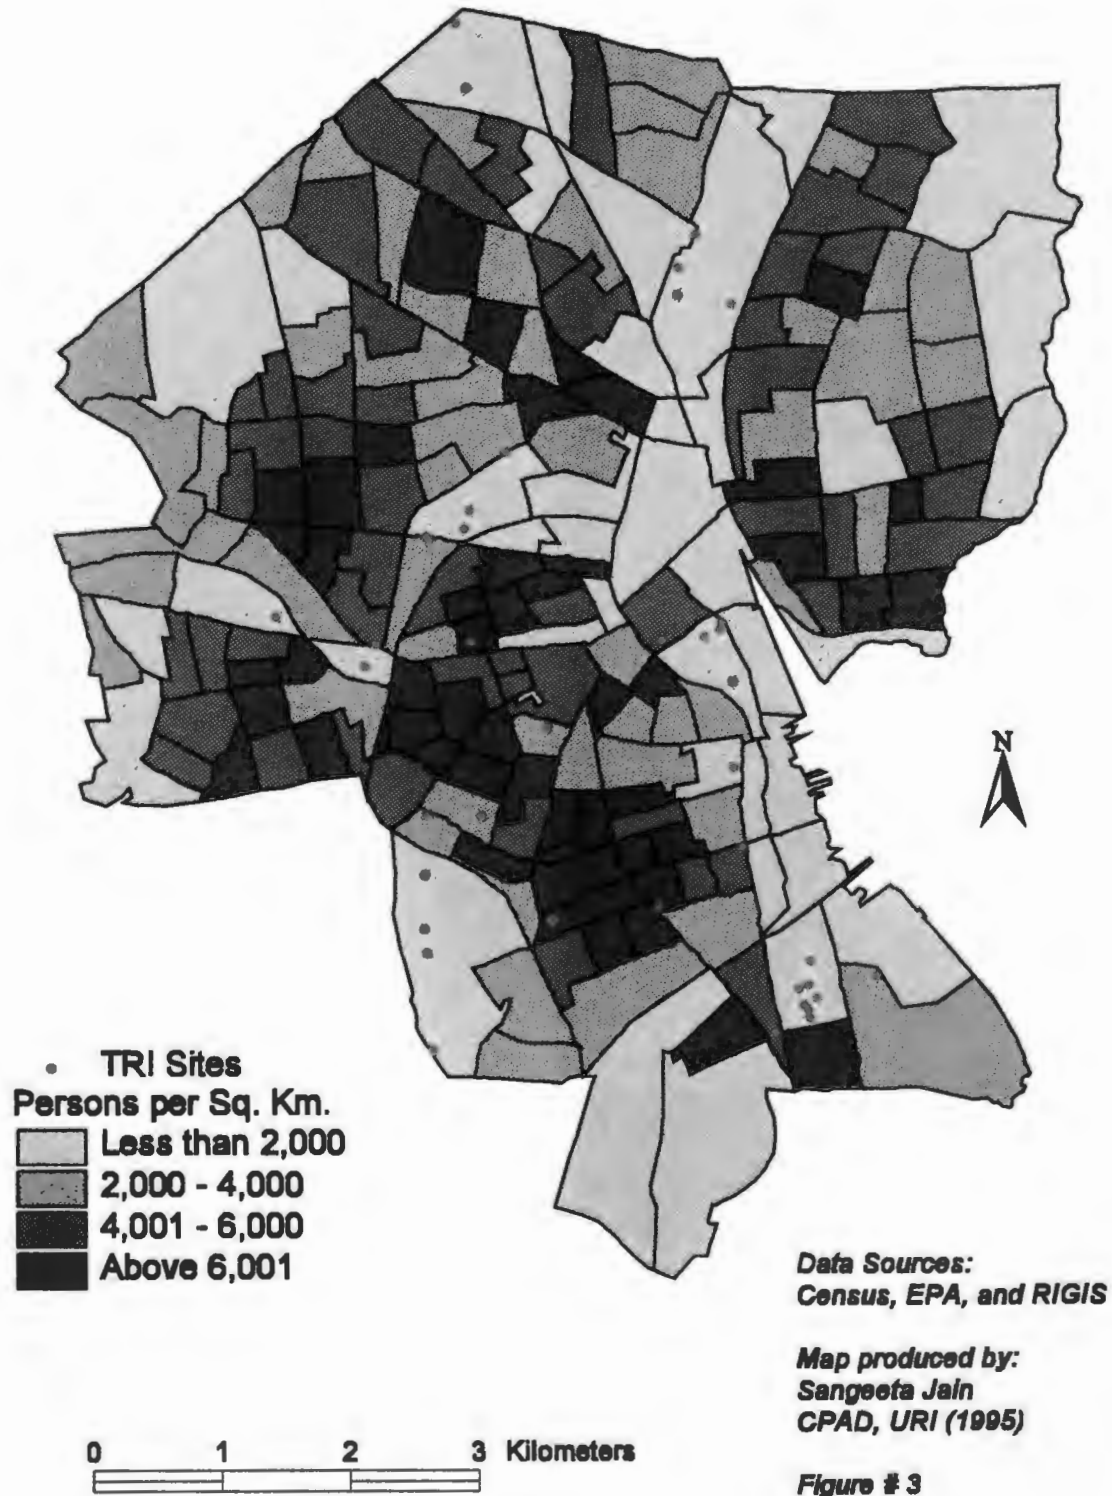 N
TRI Sites
Persons per Sq. Km.
Less than 2,000
2,000 - 4,000
4,001 - 6,000
Above 6,001
Data Sources:
Census, EPA, and RIGIS
Map produced by:
Sangeeta Jain
CPAD, URI (1995)
0 1 2 3 Kilometers
Figure # 3